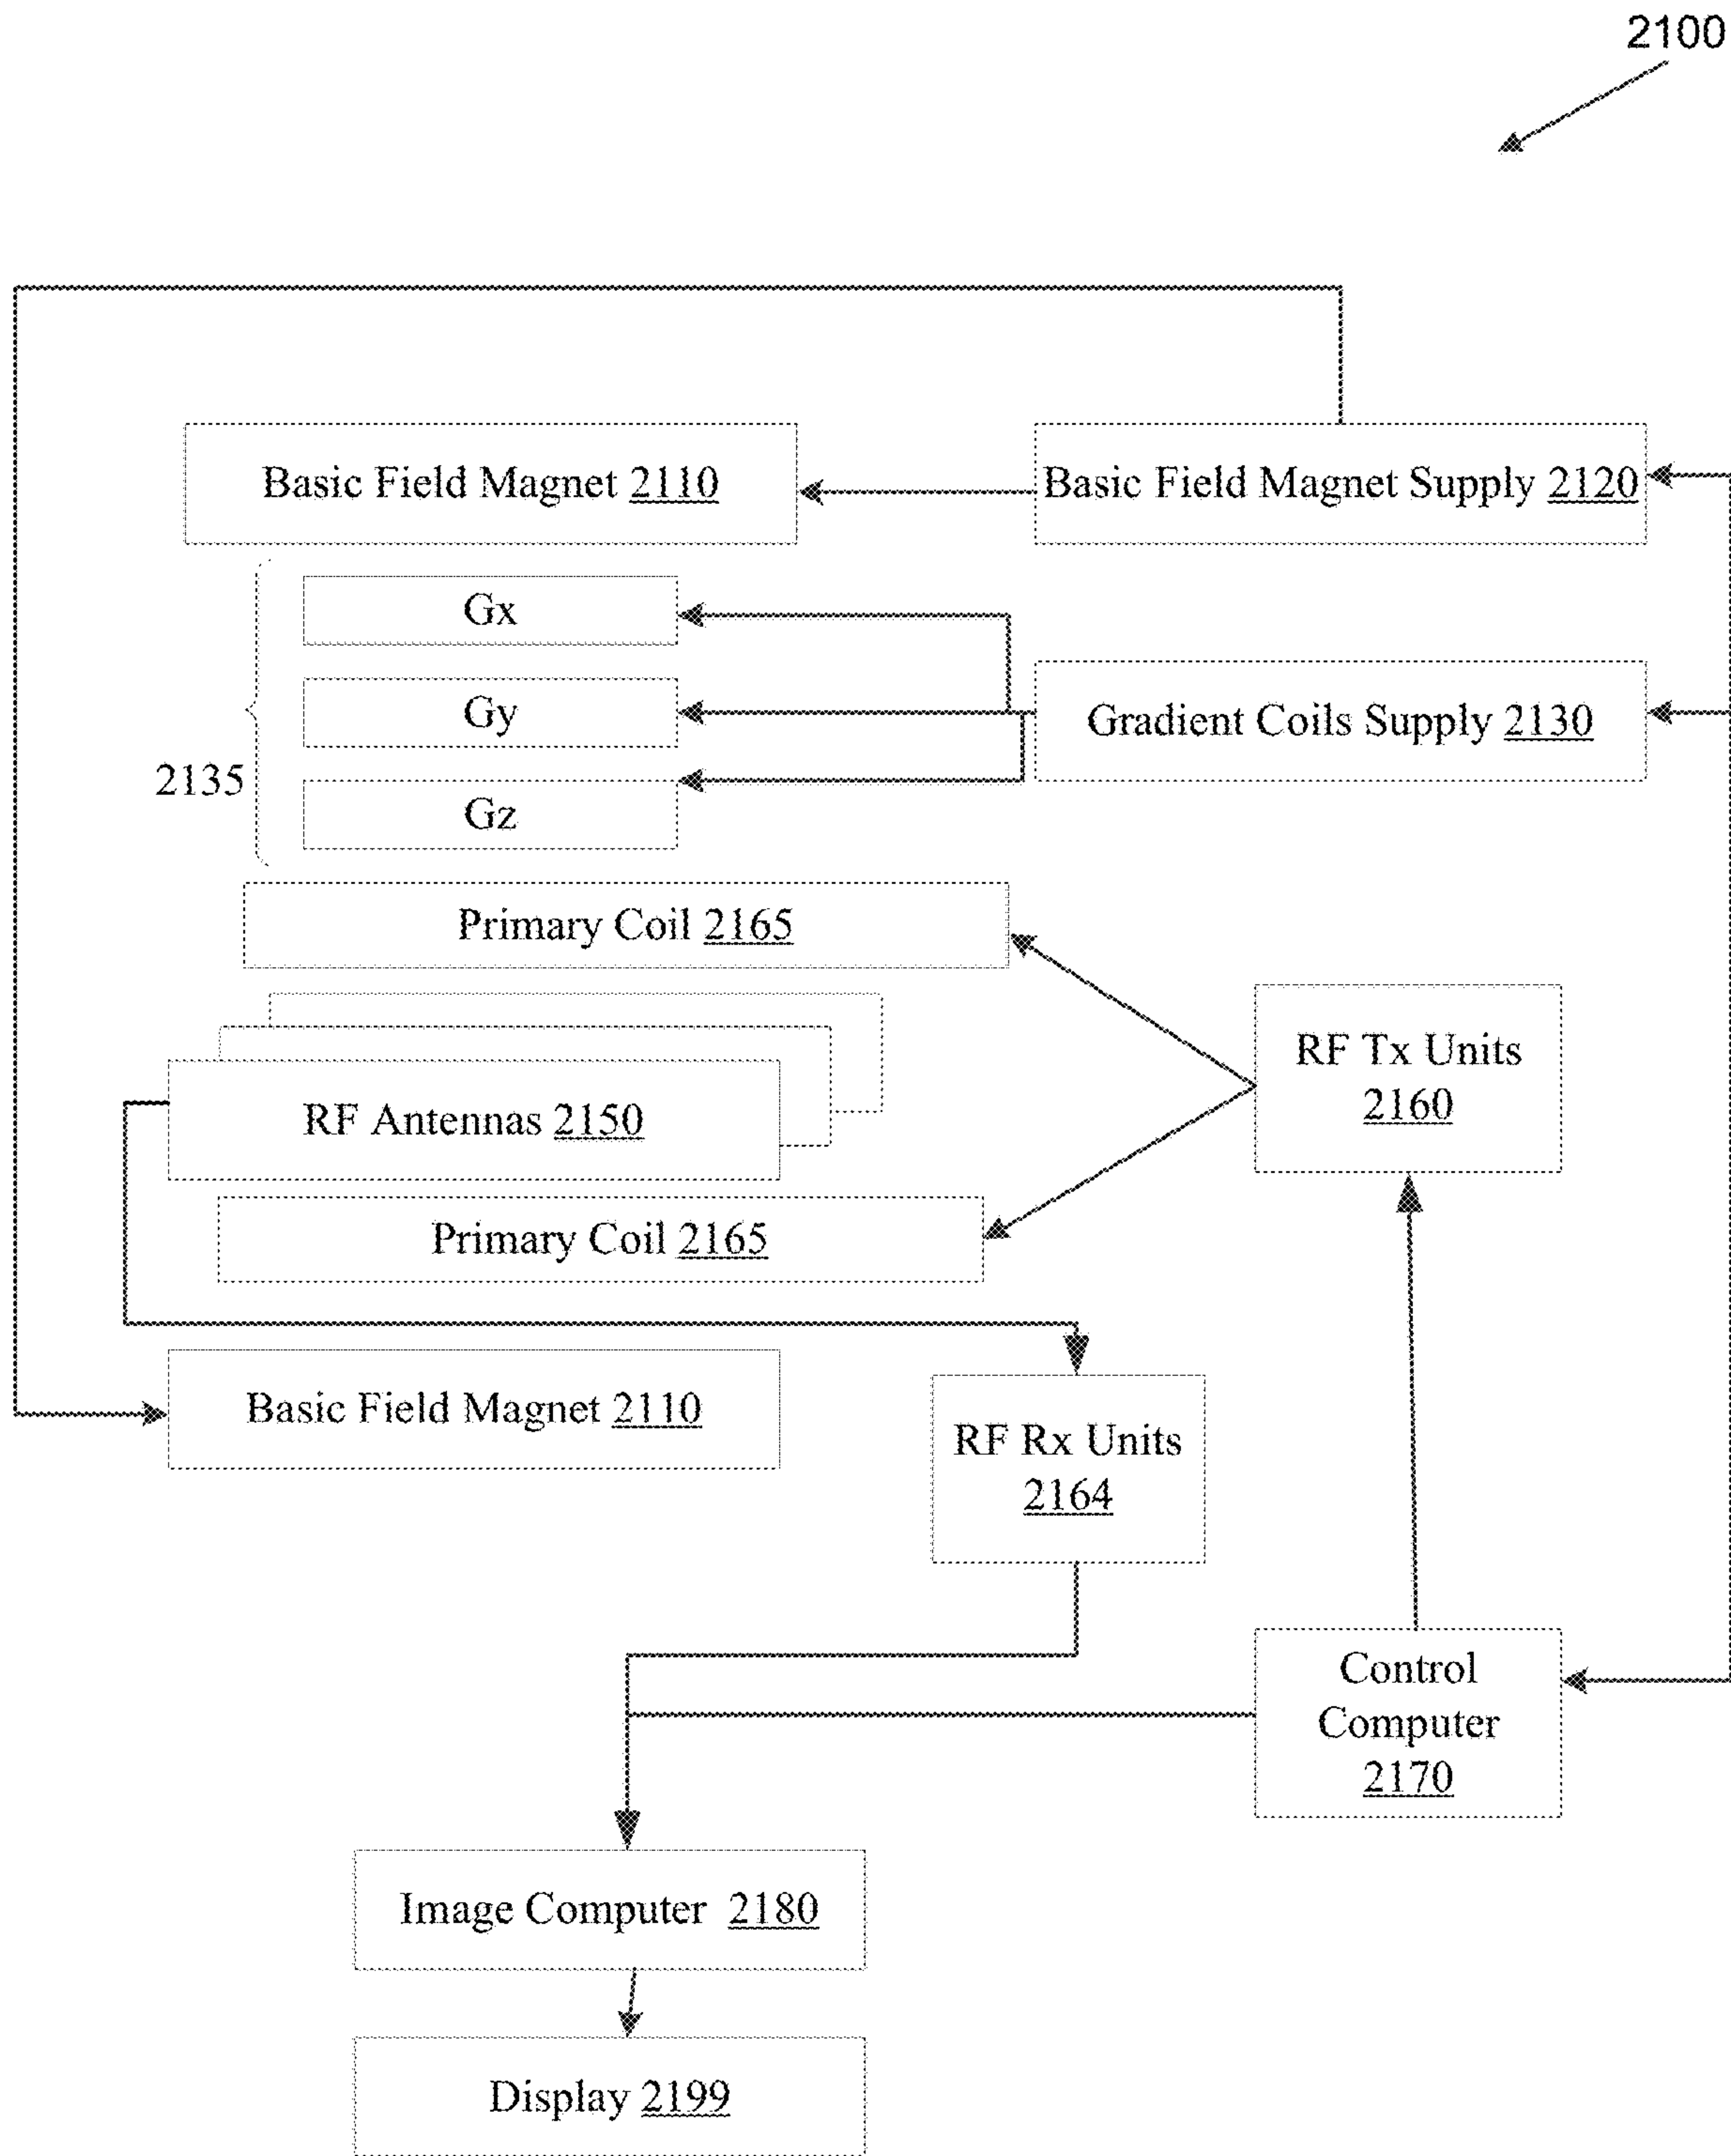 2100
Basic Field Magnet 2110
Basic Field Magnet Supply 2120
Gx
Gy
Gradient Coils Supply 2130
2135
Gz
Primary Coil 2165
RF Tx Units
2160
RF Antennas 2150
Primary Coil 2165
Basic Field Magnet 2110
RF Rx Units
2164
Control
Computer
2170
Image Computer 2180
Display 2199